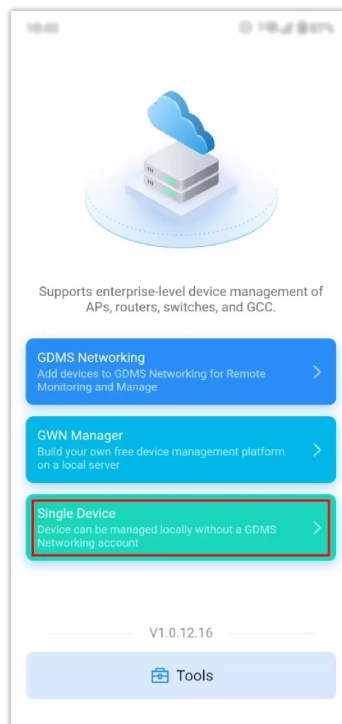 Supports enterprise-level device management of
APs, routers, switches, and GCC.
GDMS Networking
Add devices to GDMS Networking for Remote
Monitoring and Manage
GWN Manager
Build your own free device management platform
on a local server
Single Device
Device can be managed locally without a GDMS
Networking account
V1.0.12.16
Tools